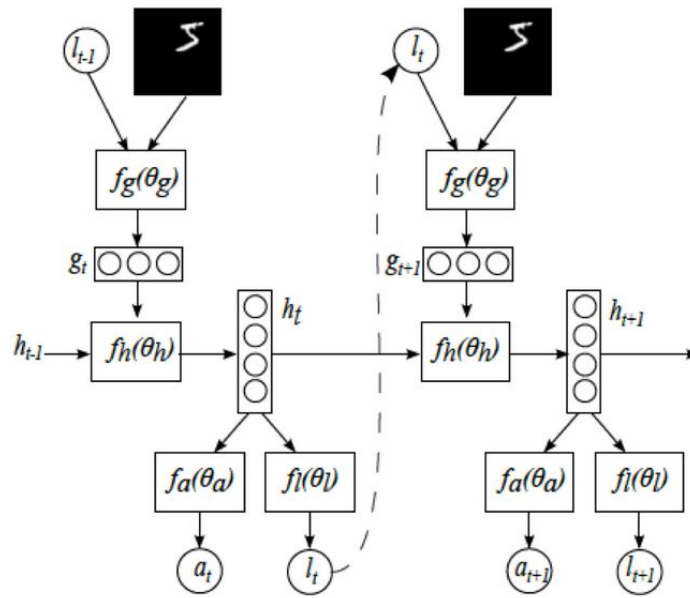 l_{t-1} l_t
f_g(θ_g) f_g(θ_g)
g_t g_{t+1}
h_t h_{t+1}
h_{t-1} f_h(θ_h) f_h(θ_h)
f_a(θ_a) f_l(θ_l) f_a(θ_a) f_l(θ_l)
a_t l_t a_{t+1} l_{t+1}